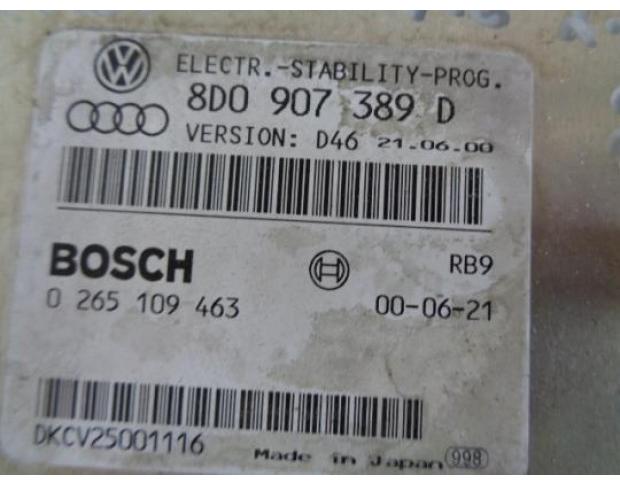 VW
ELECTR.-STABILITY-PROG.
8D0 907 389 D
VERSION: D46 21.06.00
BOSCH RB9
0 265 109 463 00-06-21
DKCV25001116
Made in Japan 998